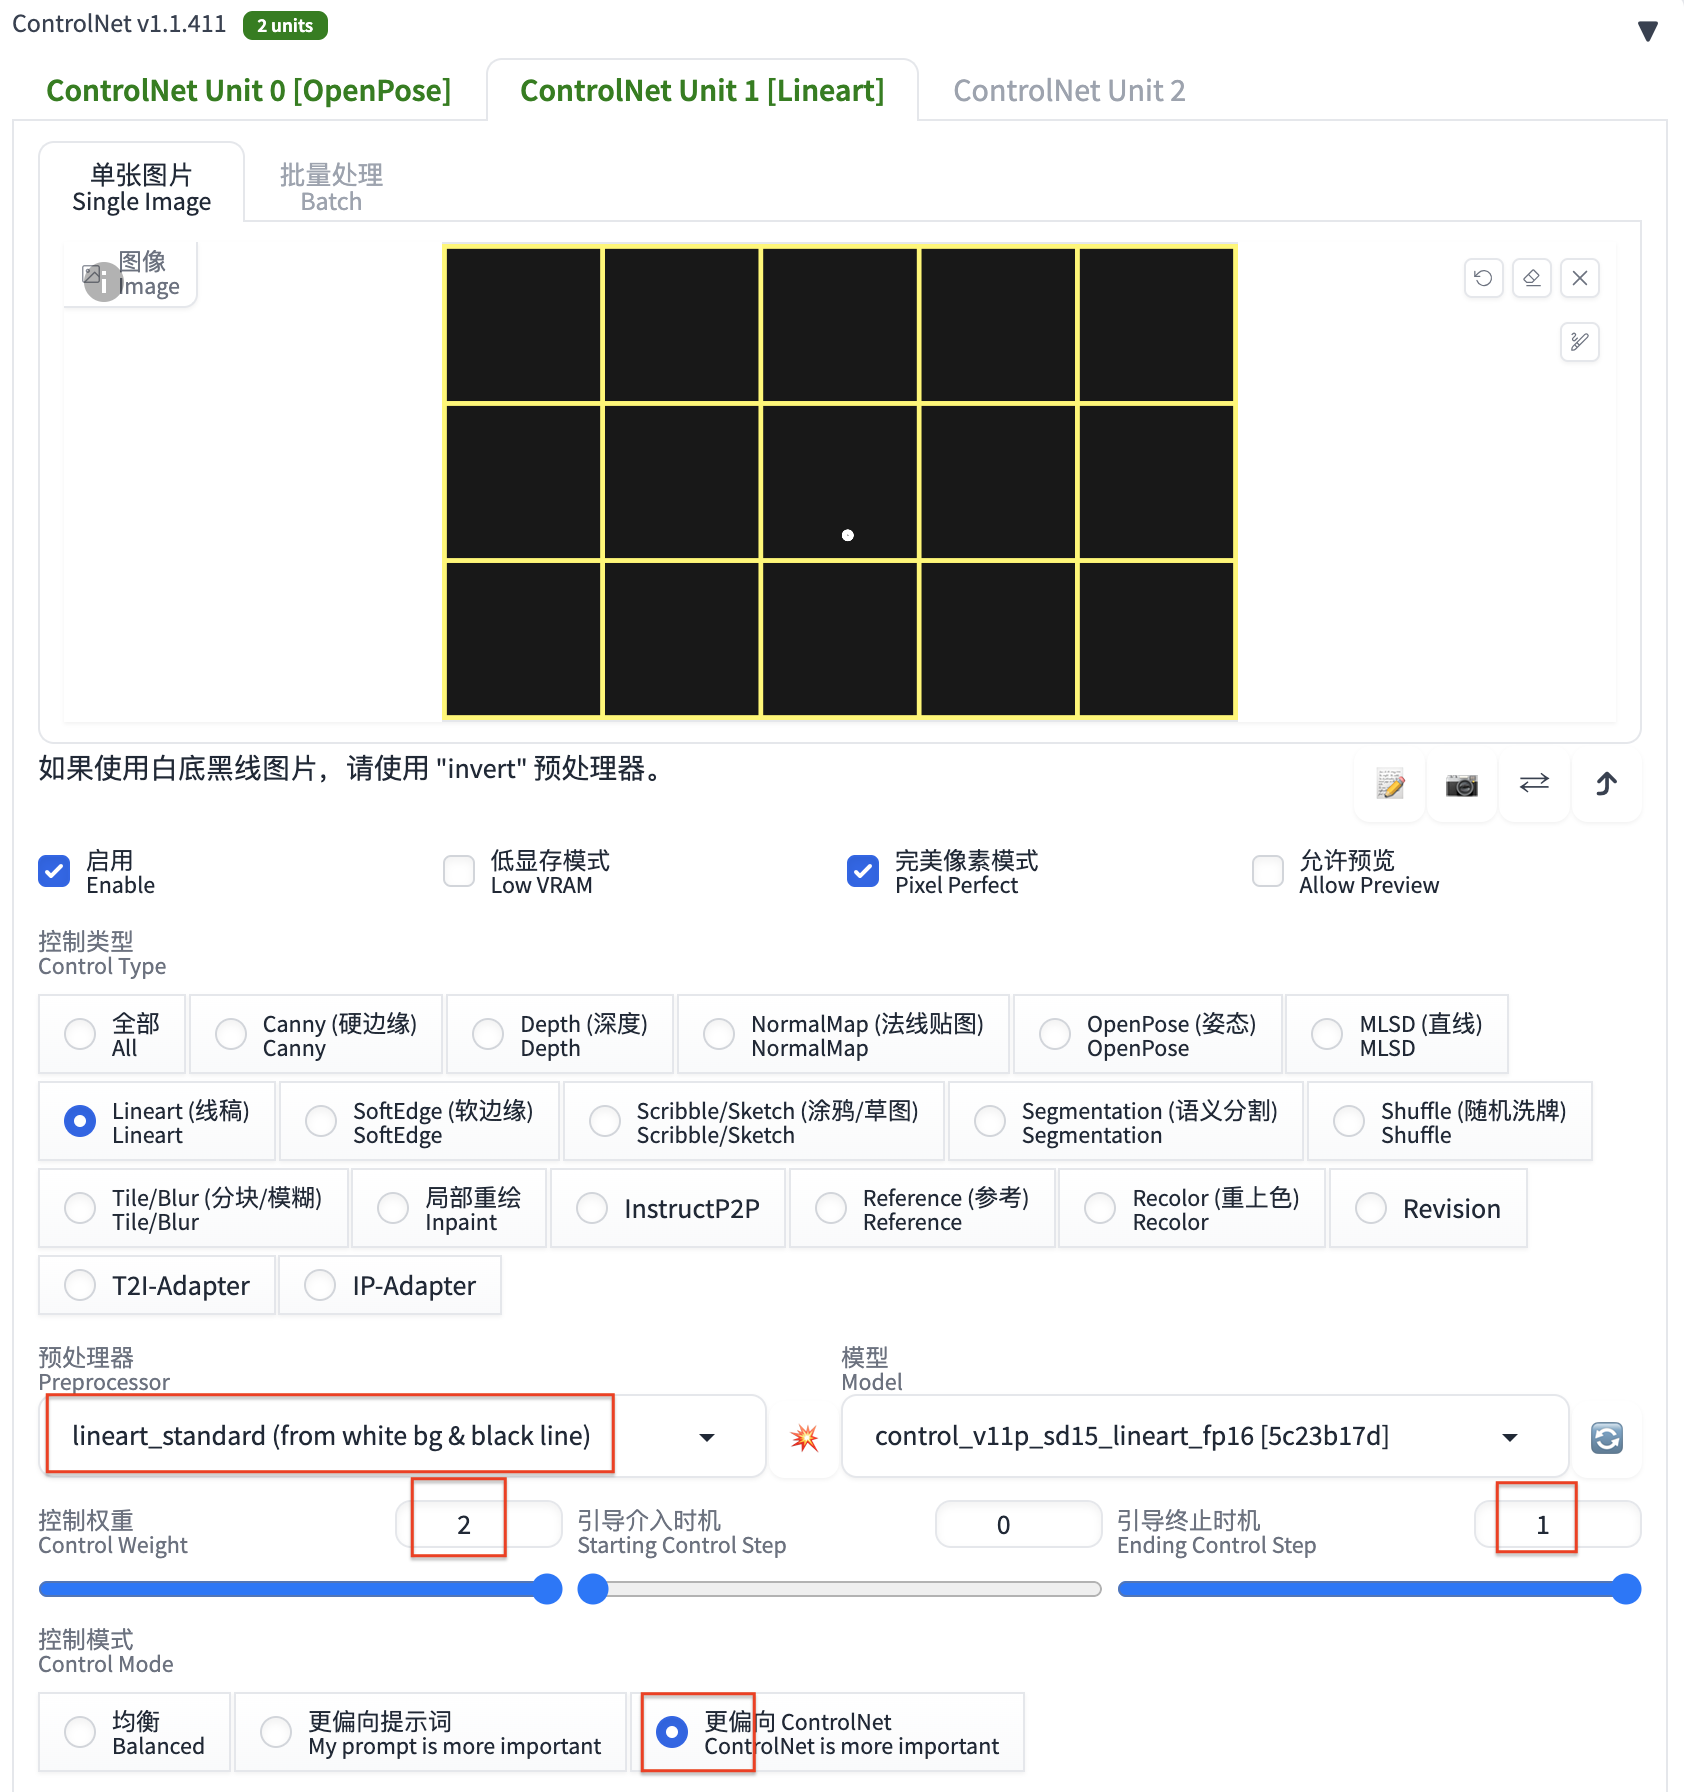 ControlNet v1.1.411
2 units
ControlNet Unit 0 [OpenPose]
ControlNet Unit 1 [Lineart]
ControlNet Unit 2
单张图片
Single Image
批量处理
Batch
图像
Image
如果使用白底黑线图片，请使用 "invert" 预处理器。
启用
Enable
低显存模式
Low VRAM
完美像素模式
Pixel Perfect
允许预览
Allow Preview
控制类型
Control Type
全部
All
Canny (硬边缘)
Canny
Depth (深度)
Depth
NormalMap (法线贴图)
NormalMap
OpenPose (姿态)
OpenPose
MLSD (直线)
MLSD
Lineart (线稿)
Lineart
SoftEdge (软边缘)
SoftEdge
Scribble/Sketch (涂鸦/草图)
Scribble/Sketch
Segmentation (语义分割)
Segmentation
Shuffle (随机洗牌)
Shuffle
Tile/Blur (分块/模糊)
Tile/Blur
局部重绘
Inpaint
InstructP2P
Reference (参考)
Reference
Recolor (重上色)
Recolor
Revision
T2I-Adapter
IP-Adapter
预处理器
Preprocessor
lineart_standard (from white bg & black line)
模型
Model
control_v11p_sd15_lineart_fp16 [5c23b17d]
控制权重
Control Weight
2
引导介入时机
Starting Control Step
0
引导终止时机
Ending Control Step
1
控制模式
Control Mode
均衡
Balanced
更偏向提示词
My prompt is more important
更偏向 ControlNet
ControlNet is more important